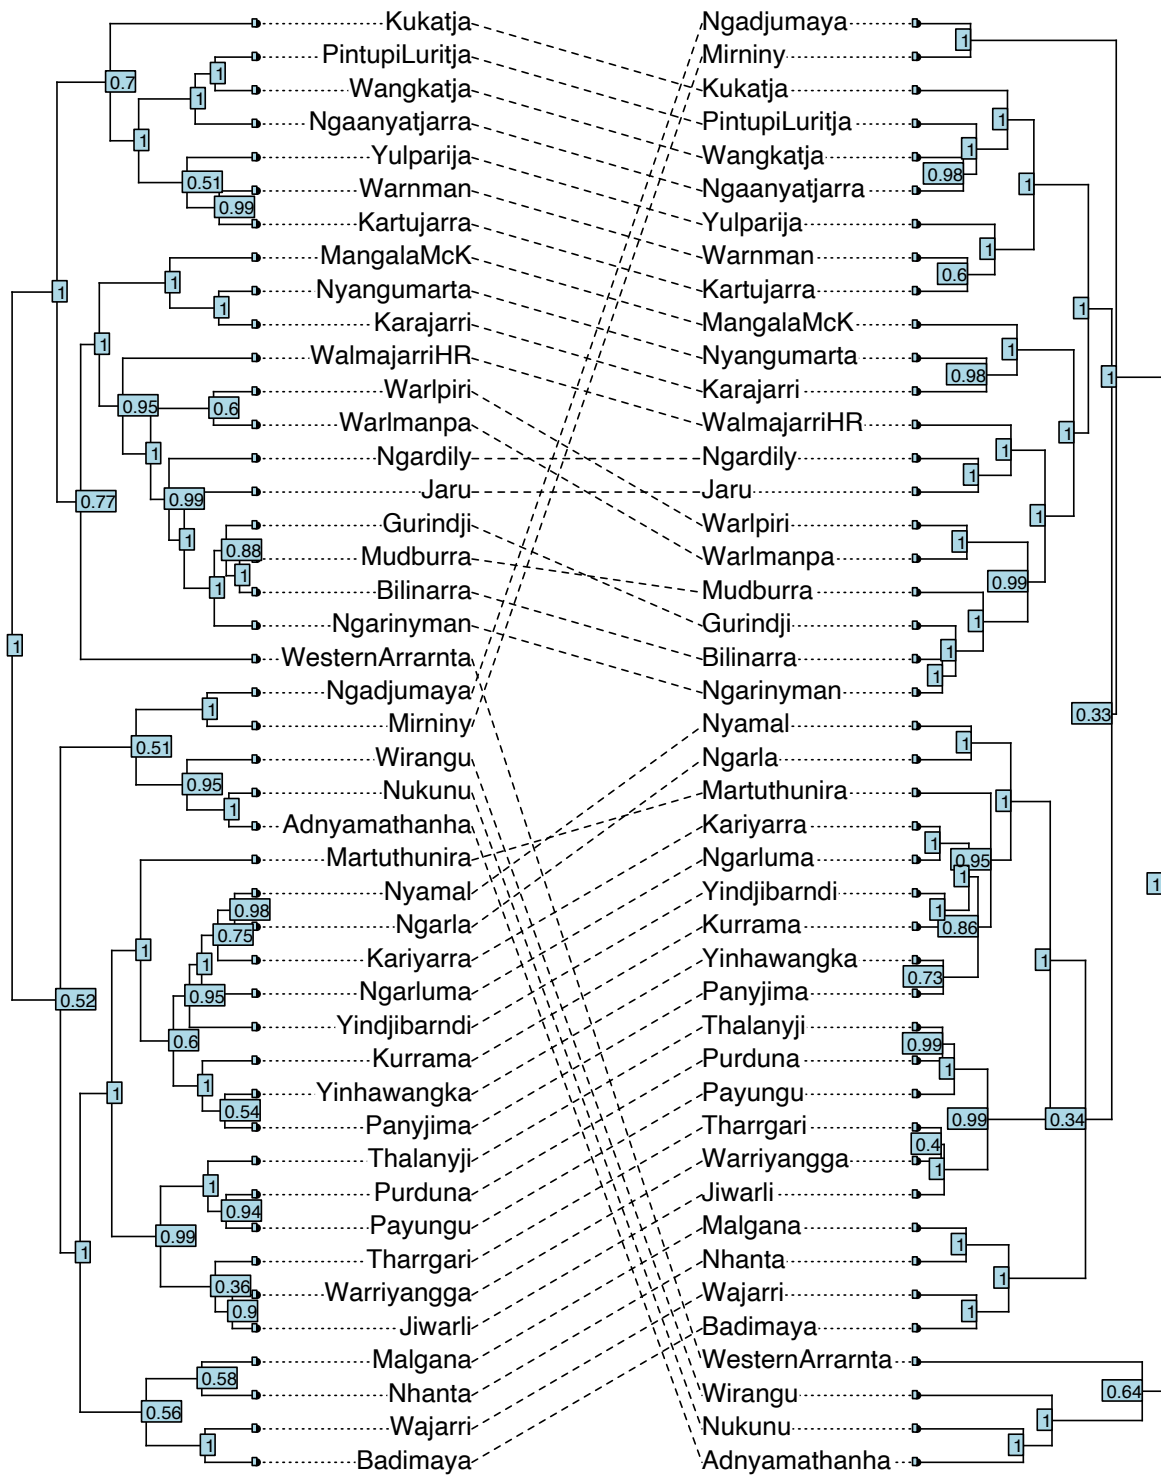 Kukatja Ngadjumaya
PintupiLuritja Mirniny 1
0.7 1 Wangkatja Kukatja
1 Ngaanyatjarra PintupiLuritja 1
1 Yulparija Wangkatja 1
0.51 Warnman Ngaanyatjarra 0.98 1
0.99 Kartujarra Yulparija
MangalaMcK Warnman 1
1 1 Nyangumarta Kartujarra 0.6
1 Karajarri MangalaMcK 1
1 WalmajarriHR Nyangumarta 1
Warlpiri Karajarri 0.98 1
0.95 0.6 Warlmanpa WalmajarriHR 1
1 Ngardily Ngardily 1
0.77 0.99 Jaru Jaru 1
Gurindji Warlpiri 1
1 0.88 Mudburra Warlmanpa 1
1 1 Bilinarra Mudburra 0.99
Ngarinyman Gurindji 1
1 WesternArrarnta Bilinarra 1
Ngadjumaya Ngarinyman 1
1 Mirniny Nyamal 0.33
0.51 Wirangu Ngarla 1
0.95 Nukunu Martuthunira 1
1 Adnyamathanha Kariyarra 1
Martuthunira Ngarluma 0.95
Nyamal Yindjibarndi 1 1
0.98 Ngarla Kurrama 1 0.86
0.75 Kariyarra Yinhawangka 1
1 1 Ngarluma Panyjima 0.73
0.52 0.95 Yindjibarndi Thalanyji
0.6 Kurrama Purduna 0.99
1 1 Yinhawangka Payungu 1
0.54 Panyjima Tharrgari 0.99 0.34
Thalanyji Warriyangga 0.4
1 Purduna Jiwarli 1
0.94 Payungu Malgana
0.99 Tharrgari Nhanta 1
1 0.36 Warriyangga Wajarri 1
0.9 Jiwarli Badimaya 1
Malgana WesternArrarnta
0.58 Nhanta Wirangu 0.64
0.56 Wajarri Nukunu 1
1 Badimaya Adnyamathanha 1